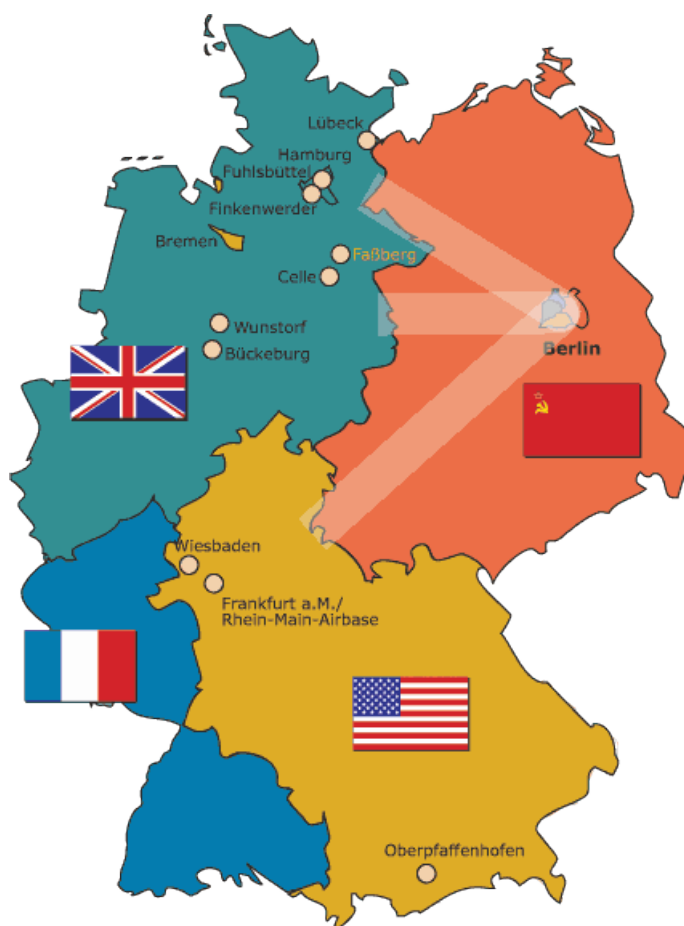 Lübeck
Hamburg
Fuhlsbüttel
Finkenwerder
Bremen
Faßberg
Celle
Wunstorf
Bückeburg
Berlin
Wiesbaden
Frankfurt a.M./
Rhein-Main-Airbase
Oberpfaffenhofen